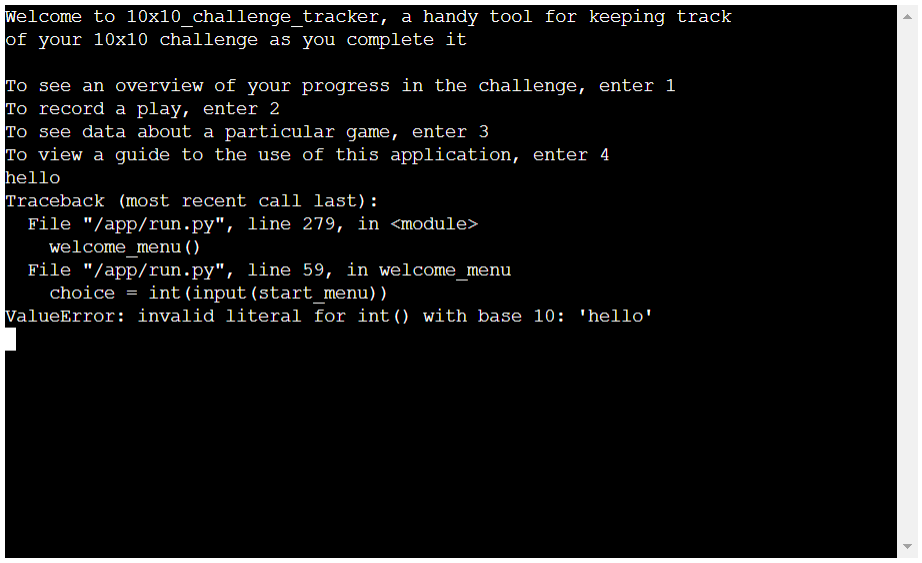 Welcome to 10x10_challenge_tracker, a handy tool for keeping track
of your 10x10 challenge as you complete it
To see an overview of your progress in the challenge, enter 1
To record a play, enter 2
To see data about a particular game, enter 3
To view a guide to the use of this application, enter 4
hello
Traceback (most recent call last):
  File "/app/run.py", line 279, in <module>
    welcome_menu()
  File "/app/run.py", line 59, in welcome_menu
    choice = int(input(start_menu))
ValueError: invalid literal for int() with base 10: 'hello'